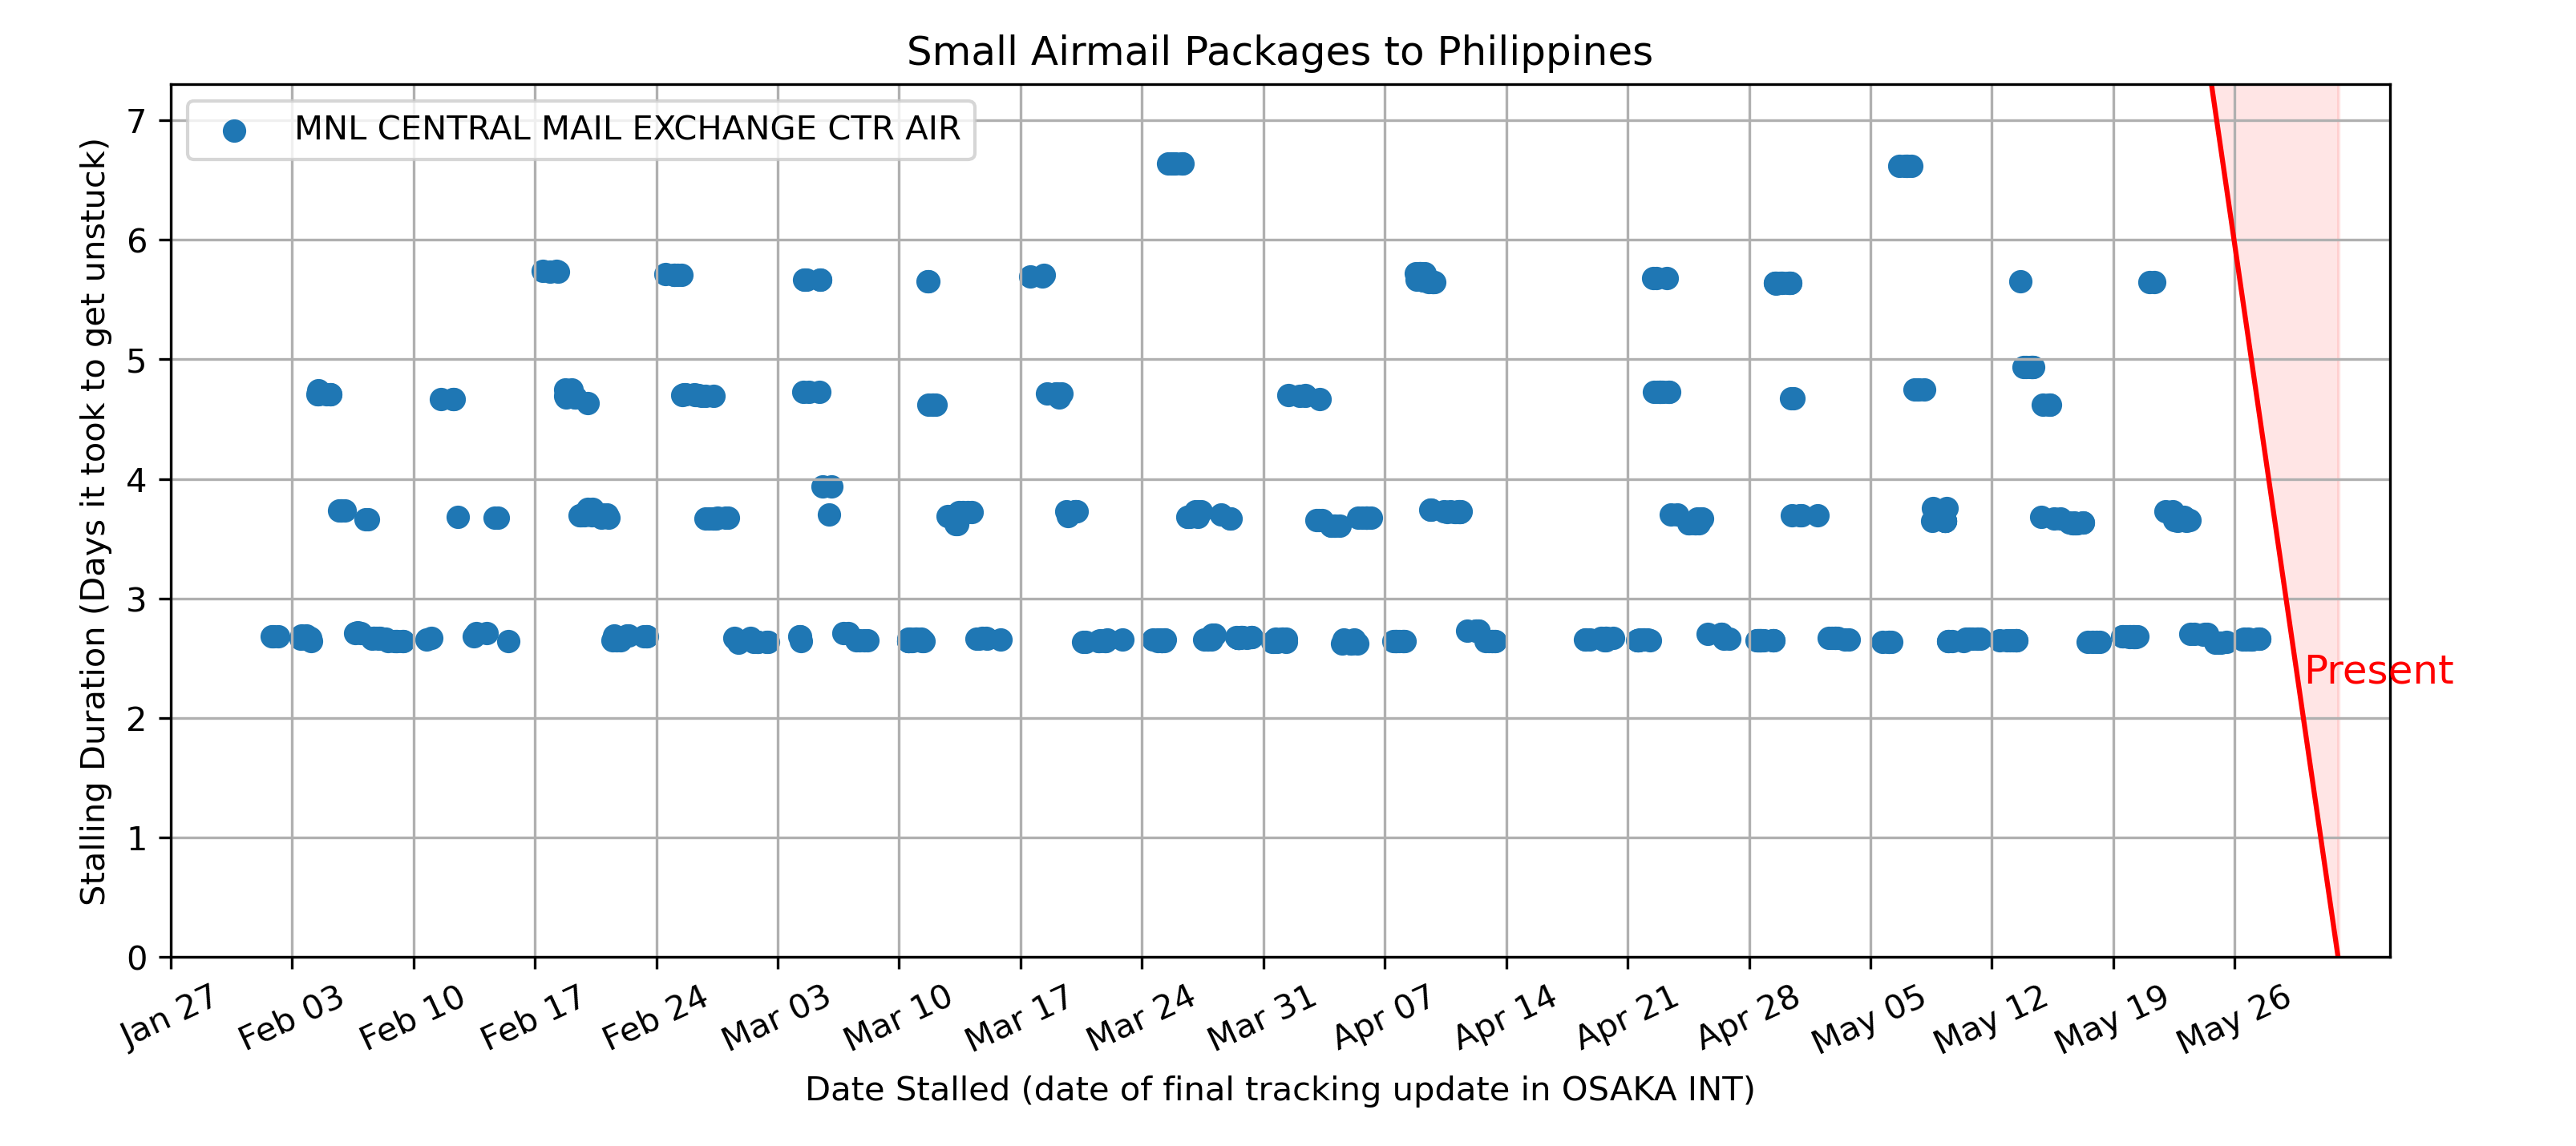 Small Airmail Packages to Philippines
MNL CENTRAL MAIL EXCHANGE CTR AIR
Stalling Duration (Days it took to get unstuck)
7
6
5
4
3
2
1
0
Present
Jan 27
Feb 03
Feb 10
Feb 17
Feb 24
Mar 03
Mar 10
Mar 17
Mar 24
Mar 31
Apr 07
Apr 14
Apr 21
Apr 28
May 05
May 12
May 19
May 26
Date Stalled (date of final tracking update in OSAKA INT)